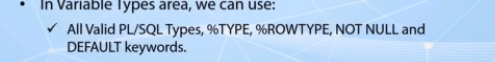 • In Variable Types area, we can use:
✓ All Valid PL/SQL Types, %TYPE, %ROWTYPE, NOT NULL and
DEFAULT keywords.